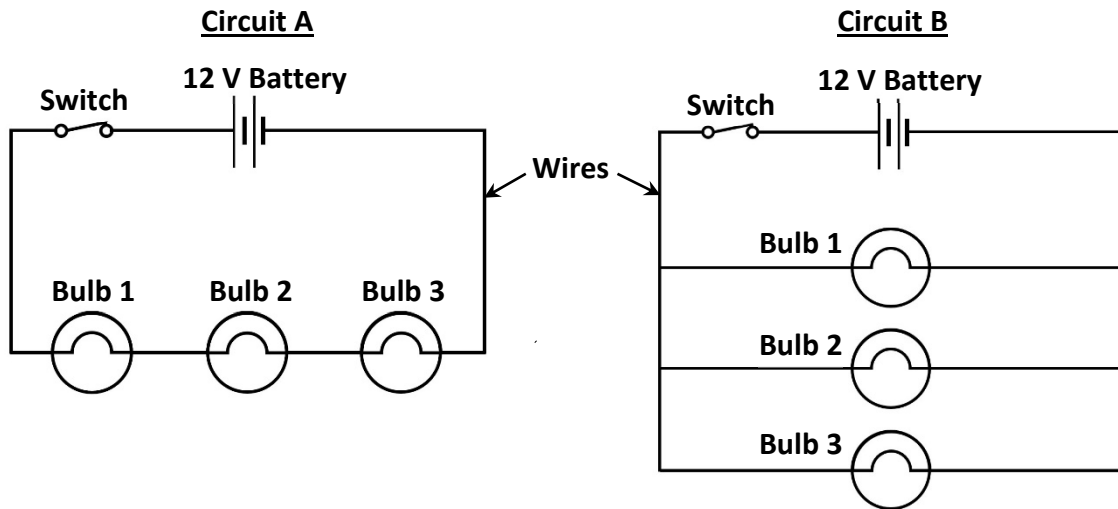 Circuit A
12 V Battery
Switch
Bulb 1 Bulb 2 Bulb 3
Wires
Circuit B
12 V Battery
Switch
Bulb 1
Bulb 2
Bulb 3